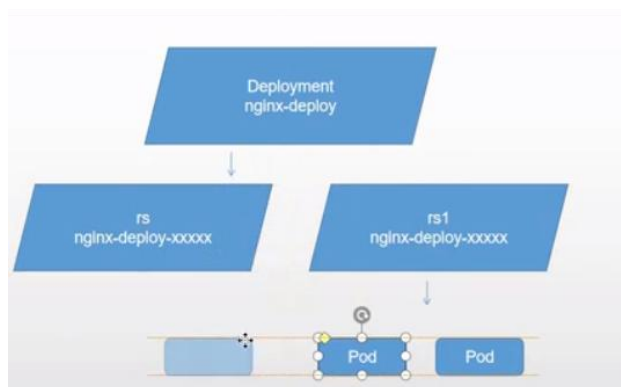 Deployment
nginx-deploy
rs
nginx-deploy-xxxxx
rs1
nginx-deploy-xxxxx
Pod
Pod